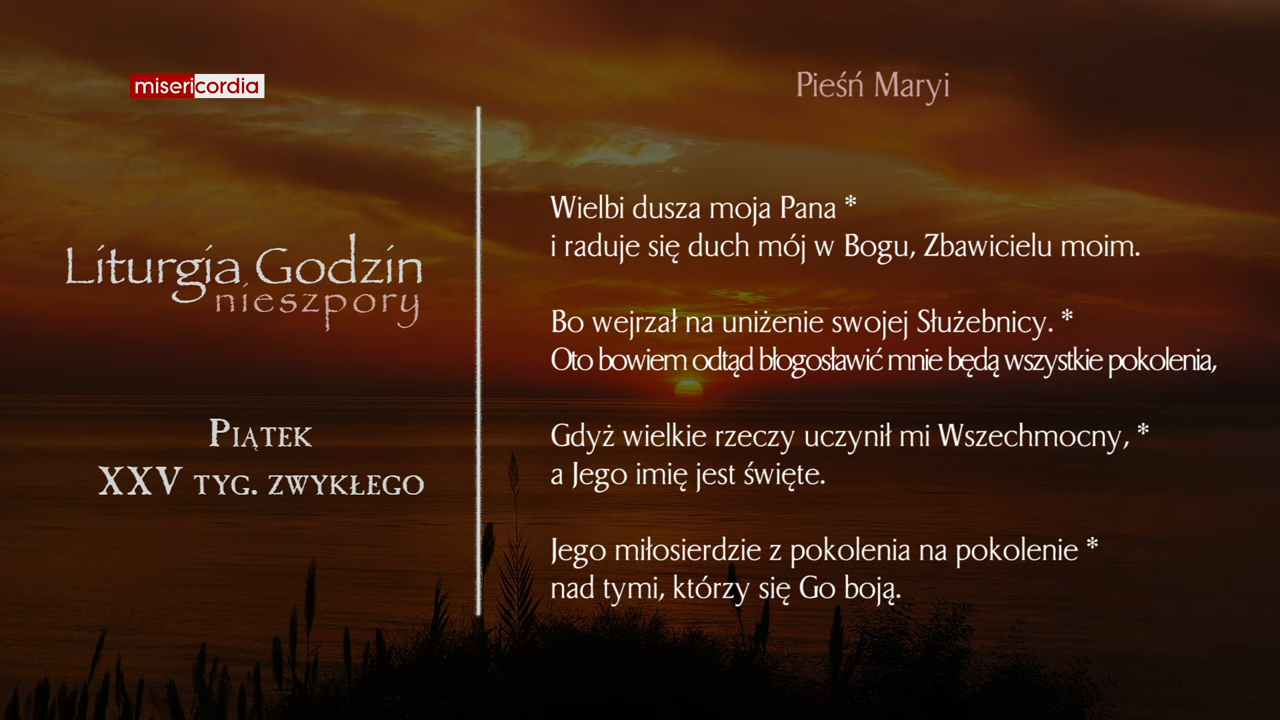 misericordia
Liturgia Godzin
nieszpory
Piątek
XXV tyg. zwykłego
Pieśń Maryi
Wielbi dusza moja Pana *
i raduje się duch mój w Bogu, Zbawicielu moim.
Bo wejrzał na uniżenie swojej Służebnicy. *
Oto bowiem odtąd błogosławić mnie będą wszystkie pokolenia,
Gdyż wielkie rzeczy uczynił mi Wszechmocny, *
a Jego imię jest święte.
Jego miłosierdzie z pokolenia na pokolenie *
nad tymi, którzy się Go boją.